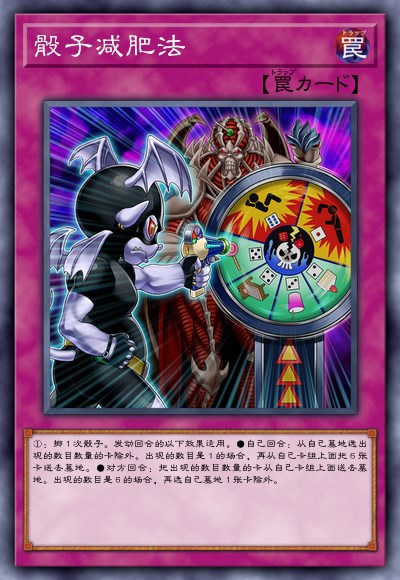 骰子减肥法
トラップ
罠
トラップ
【罠カード】
①：掷1次骰子。发动回合的以下效果适用。●自己回合：从自己墓地选出
现的数目数量的卡除外。出现的数目是1的场合，再从自己卡组上面把6张
卡送去墓地。●对方回合：把出现的数目数量的卡从自己卡组上面送去墓
地。出现的数目是6的场合，再选自己墓地1张卡除外。